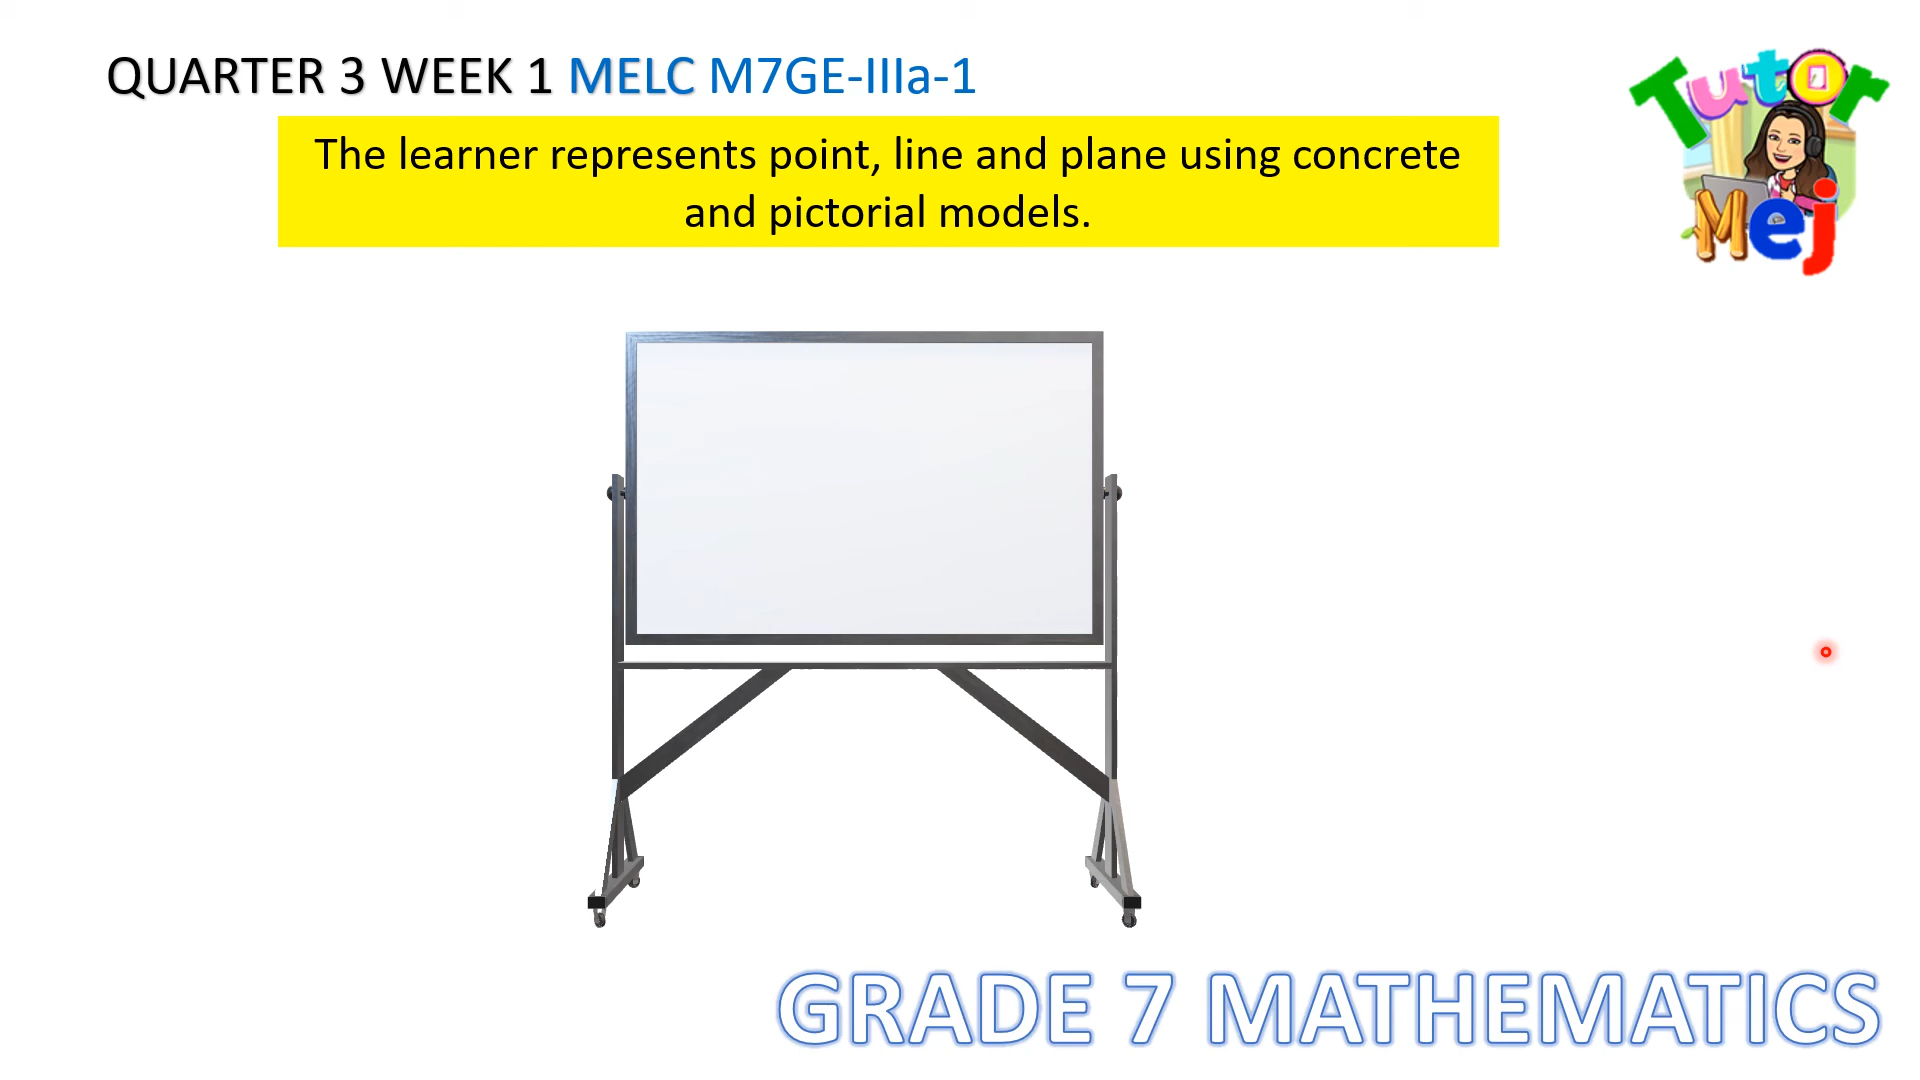 QUARTER 3 WEEK 1 MELC M7GE-IIIa-1
The learner represents point, line and plane using concrete
and pictorial models.
Tutor
Mej
GRADE 7 MATHEMATICS